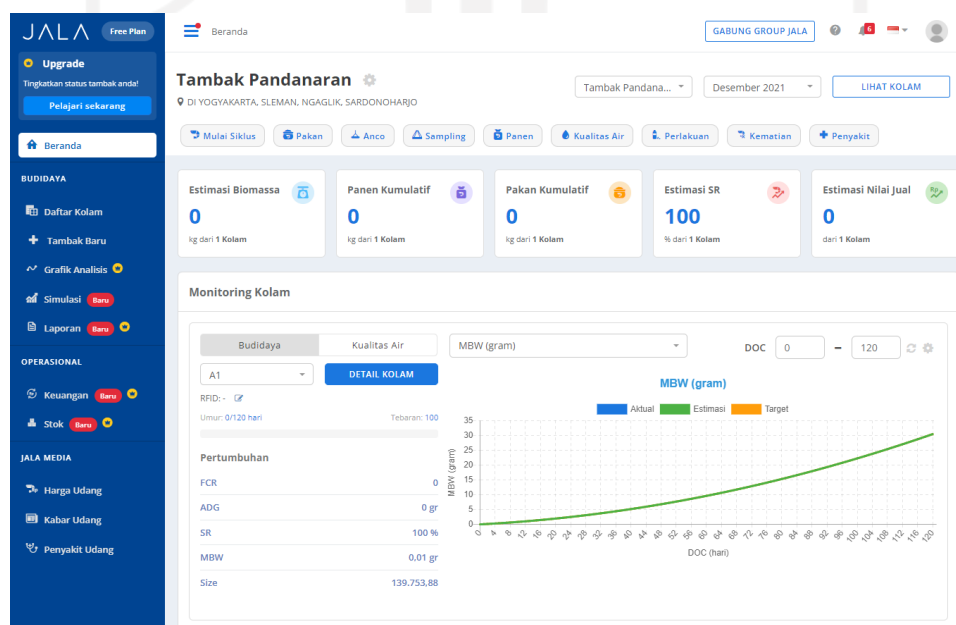 JALA Free Plan
Upgrade
Tingkatkan status tambak anda!
Pelajari sekarang
Beranda
BUDIDAYA
Daftar Kolam
Tambak Baru
Grafik Analisis
Simulasi Baru
Laporan Baru
OPERASIONAL
Keuangan Baru
Stok Baru
JALA MEDIA
Harga Udang
Kabar Udang
Penyakit Udang
Beranda
GABUNG GROUP JALA
6
Tambak Pandanaran
DI YOGYAKARTA, SLEMAN, NGAGLIK, SARDONOHARJO
Tambak Pandana...
Desember 2021
LIHAT KOLAM
Mulai Siklus
Pakan
Anco
Sampling
Panen
Kualitas Air
Perlakuan
Kematian
Penyakit
Estimasi Biomassa
0
kg dari 1 Kolam
Panen Kumulatif
0
kg dari 1 Kolam
Pakan Kumulatif
0
kg dari 1 Kolam
Estimasi SR
100
% dari 1 Kolam
Estimasi Nilai Jual
Rp
0
dari 1 Kolam
Monitoring Kolam
Budidaya
Kualitas Air
A1
DETAIL KOLAM
RFID: -
Umur: 0/120 hari
Tebaran: 100
Pertumbuhan
FCR 0
ADG 0 gr
SR 100 %
MBW 0,01 gr
Size 139.753,88
MBW (gram)
DOC 0 – 120
MBW (gram)
Aktual Estimasi Target
MBW (gram)
35
30
25
20
15
10
5
0
0 4 8 12 16 20 24 28 32 36 40 44 48 52 56 60 64 68 72 76 80 84 88 92 96 100 104 108 112 116 120
DOC (hari)